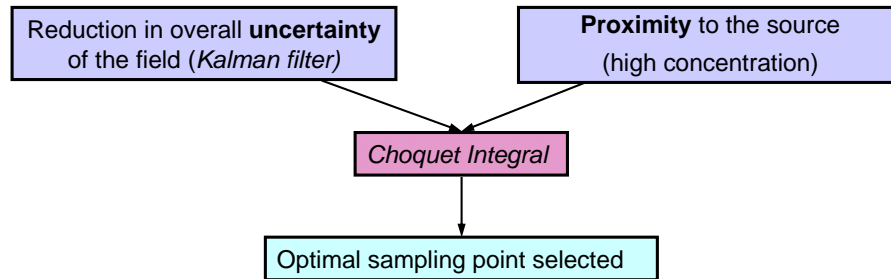 Reduction in overall uncertainty
of the field (Kalman filter)
Proximity to the source
(high concentration)
Choquet Integral
Optimal sampling point selected